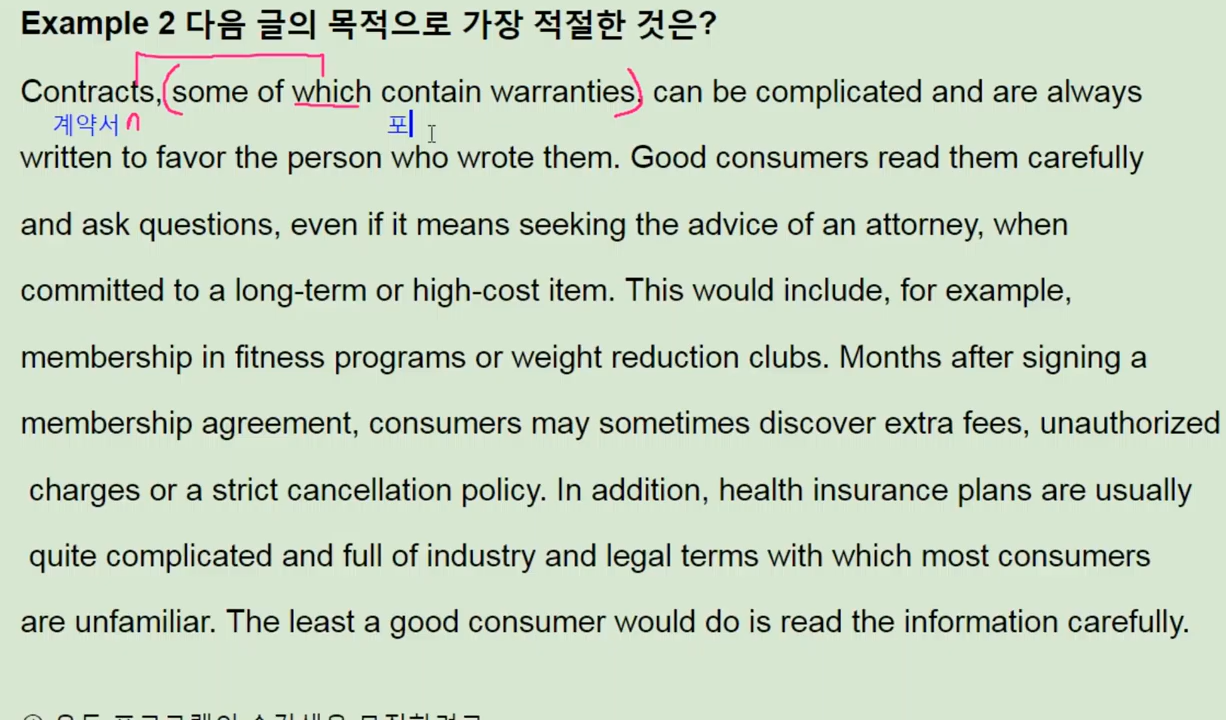 Example 2 다음 글의 목적으로 가장 적절한 것은?
Contracts, (some of which contain warranties), can be complicated and are always
계약서 포
written to favor the person who wrote them. Good consumers read them carefully
and ask questions, even if it means seeking the advice of an attorney, when
committed to a long-term or high-cost item. This would include, for example,
membership in fitness programs or weight reduction clubs. Months after signing a
membership agreement, consumers may sometimes discover extra fees, unauthorized
charges or a strict cancellation policy. In addition, health insurance plans are usually
quite complicated and full of industry and legal terms with which most consumers
are unfamiliar. The least a good consumer would do is read the information carefully.